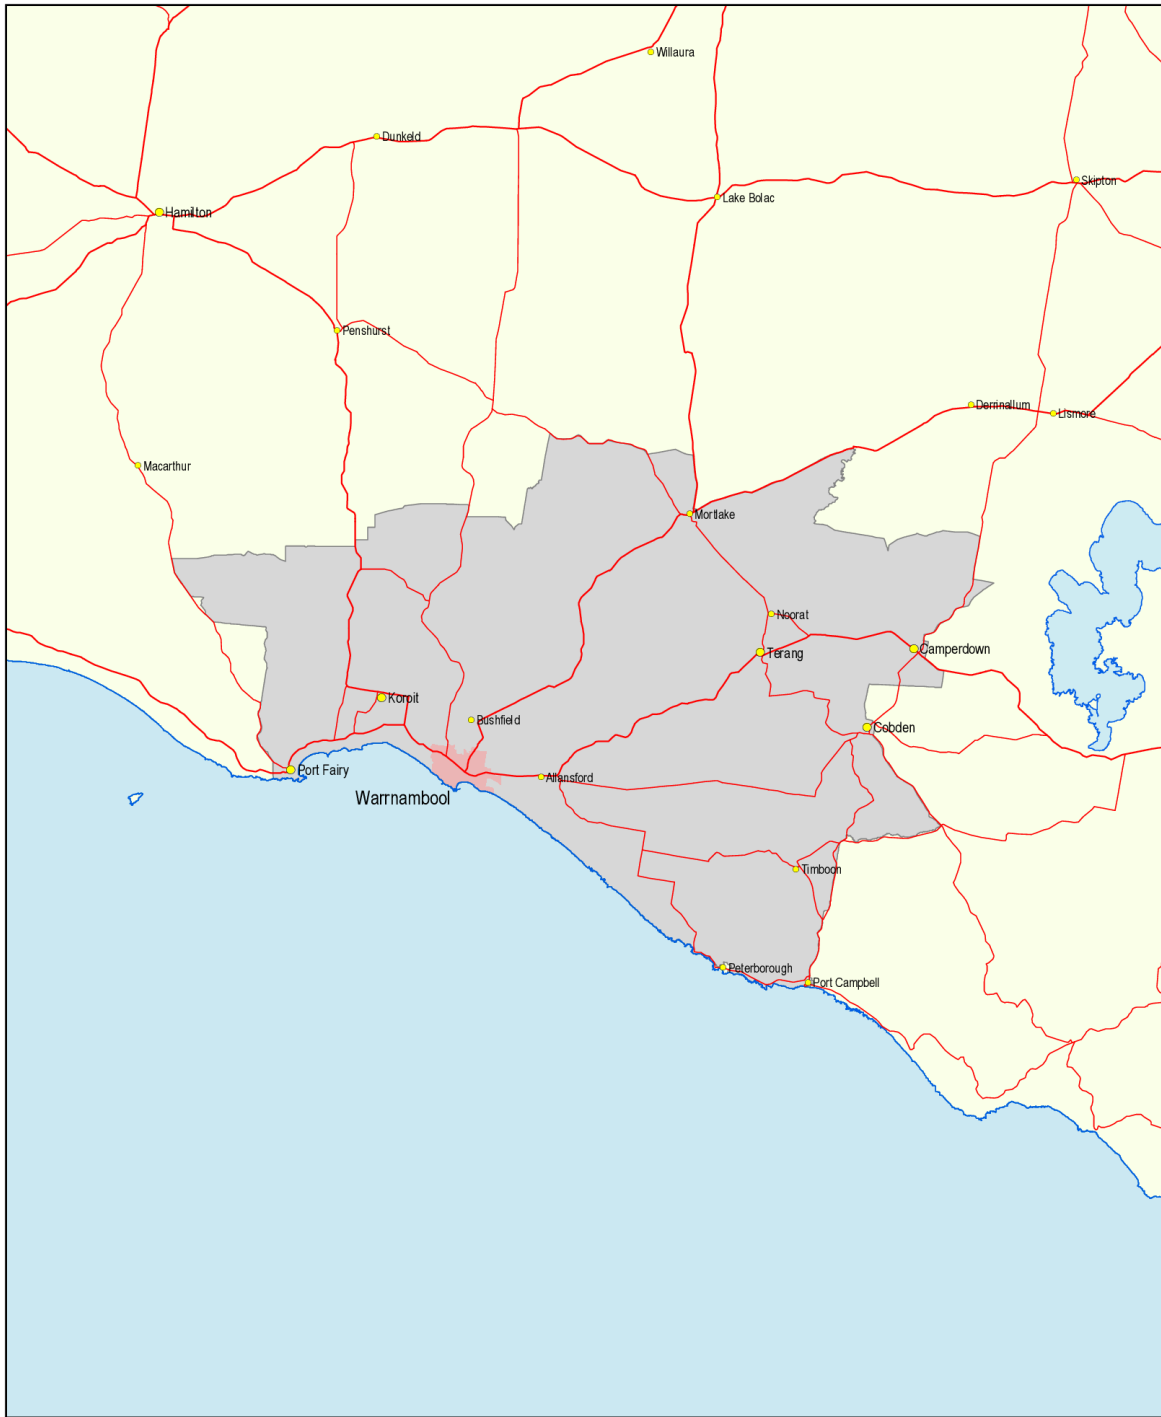 Willaura
Dunkeld
Skipton
Lake Bolac
Hamilton
Penshurst
Derrinallum
Lismore
Macarthur
Mortlake
Noorat
Camperdown
Terang
Koroit
Bushfield
Cobden
Port Fairy
Allansford
Warrnambool
Timboon
Peterborough
Port Campbell